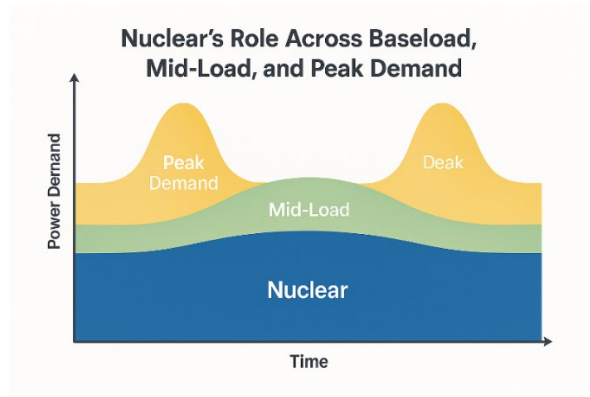 Nuclear's Role Across Baseload,
Mid-Load, and Peak Demand
Power Demand
Peak
Demand
Deak
Mid-Load
Nuclear
Time